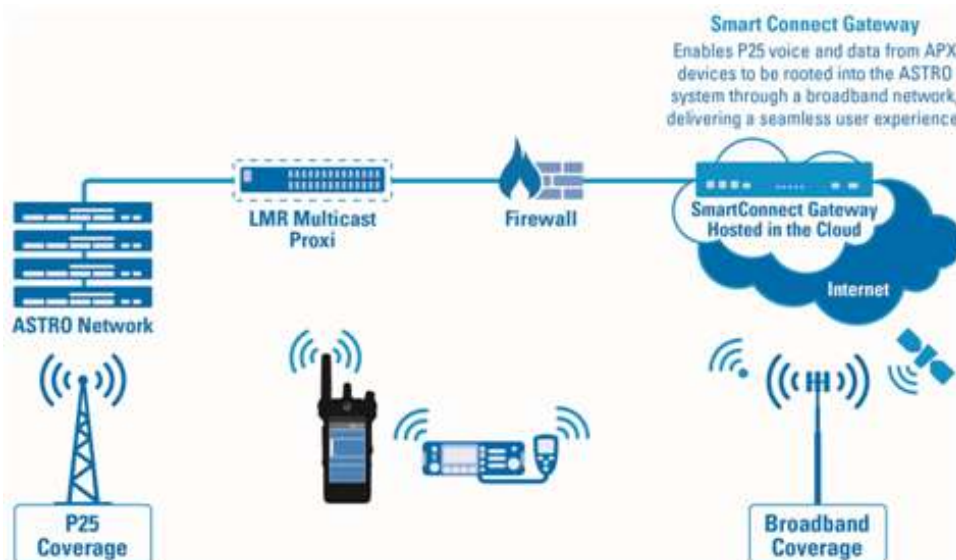 Smart Connect Gateway
Enables P25 voice and data from APX
devices to be rooted into the ASTRO
system through a broadband network,
delivering a seamless user experience
LMR Multicast
Proxi
Firewall
SmartConnect Gateway
Hosted in the Cloud
Internet
ASTRO Network
P25
Coverage
Broadband
Coverage